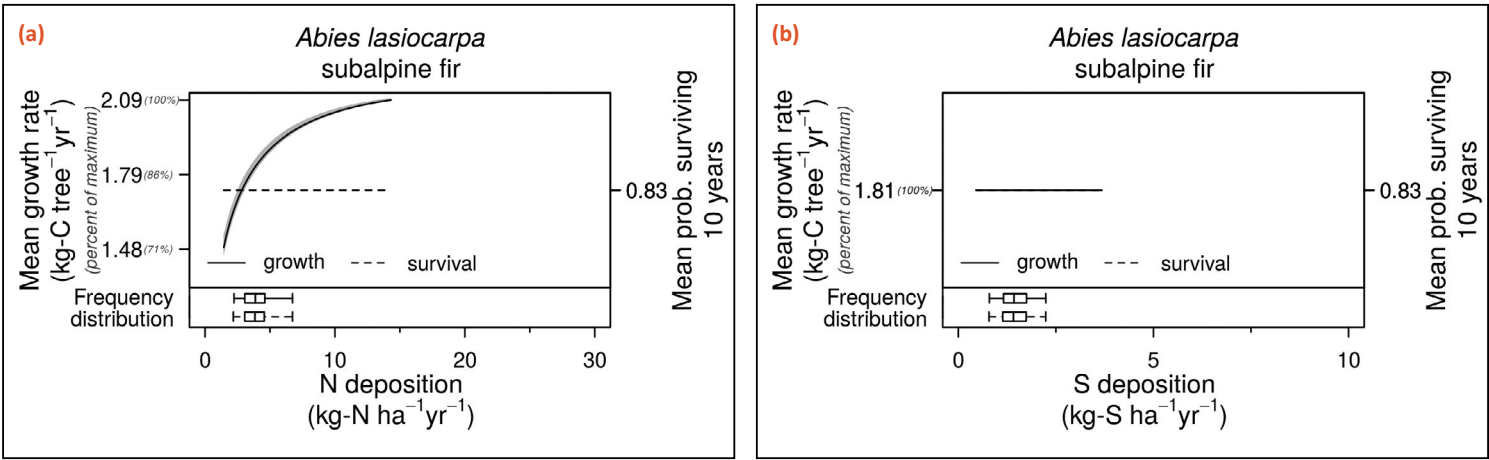 (a)
Abies lasiocarpa
subalpine fir
Mean growth rate
(kg-C tree⁻¹yr⁻¹)
(percent of maximum)
2.09 (100%)
1.79 (86%)
1.48 (71%)
0.83
Mean prob. surviving
10 years
growth
survival
Frequency
distribution
0 10 20 30
N deposition
(kg-N ha⁻¹yr⁻¹)
(b)
Abies lasiocarpa
subalpine fir
Mean growth rate
(kg-C tree⁻¹yr⁻¹)
(percent of maximum)
1.81 (100%)
0.83
Mean prob. surviving
10 years
growth
survival
Frequency
distribution
0 5 10
S deposition
(kg-S ha⁻¹yr⁻¹)